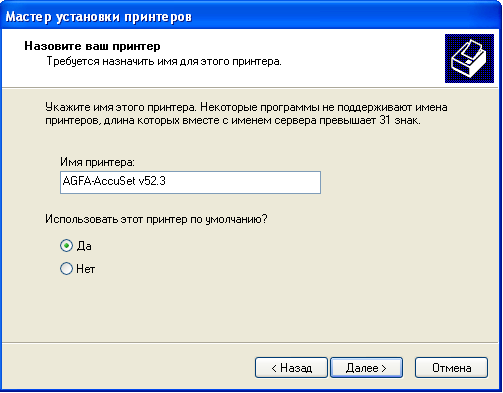 Мастер установки принтеров
Назовите ваш принтер
Требуется назначить имя для этого принтера.
Укажите имя этого принтера. Некоторые программы не поддерживают имена
принтеров, длина которых вместе с именем сервера превышает 31 знак.
Имя принтера:
AGFA-AccuSet v52.3
Использовать этот принтер по умолчанию?
Да
Нет
< Назад
Далее >
Отмена